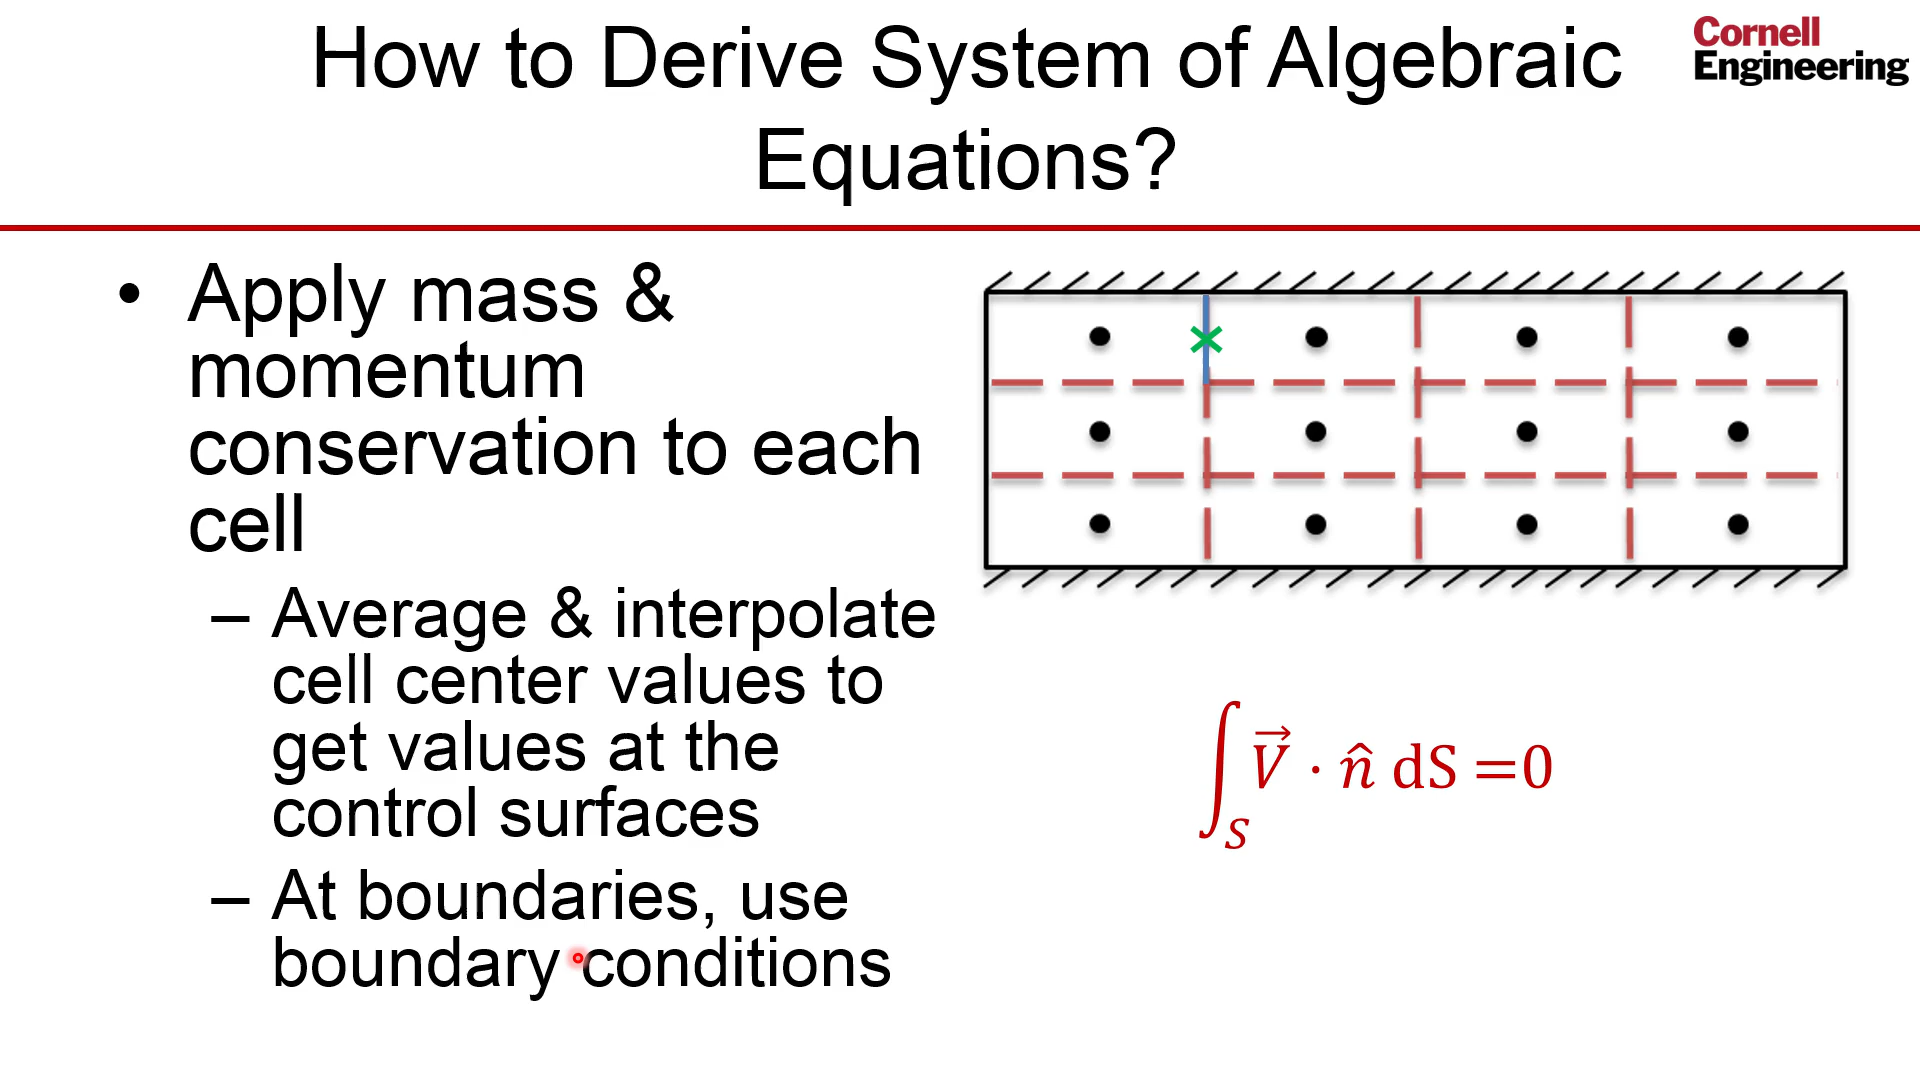 How to Derive System of Algebraic
Equations?
Cornell
Engineering
• Apply mass &
momentum
conservation to each
cell
– Average & interpolate
cell center values to
get values at the
control surfaces
– At boundaries, use
boundary conditions
∫_S V⃗ · n̂ dS =0